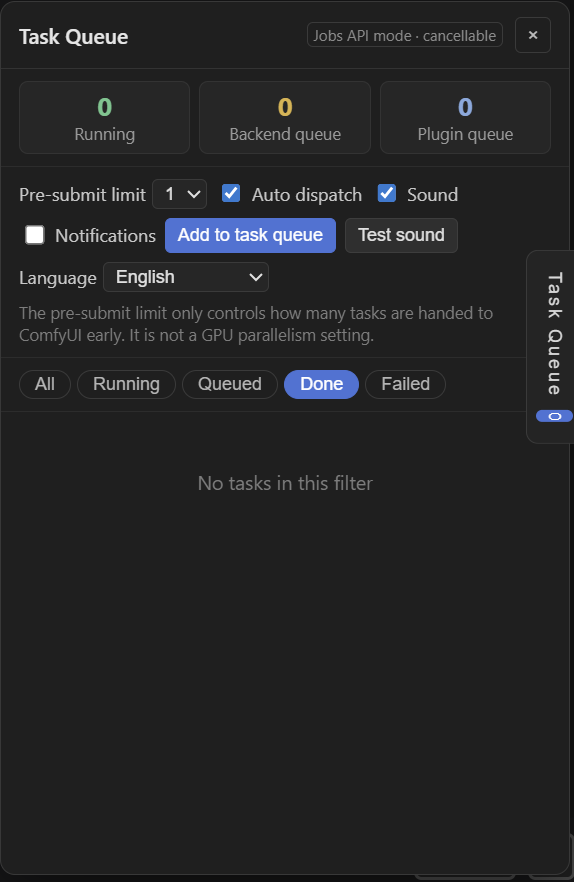 Task Queue
Jobs API mode · cancellable
×
0
Running
0
Backend queue
0
Plugin queue
Pre-submit limit 1 Auto dispatch Sound
Notifications Add to task queue Test sound
Language English
The pre-submit limit only controls how many tasks are handed to
ComfyUI early. It is not a GPU parallelism setting.
All Running Queued Done Failed
No tasks in this filter
Task Queue
0